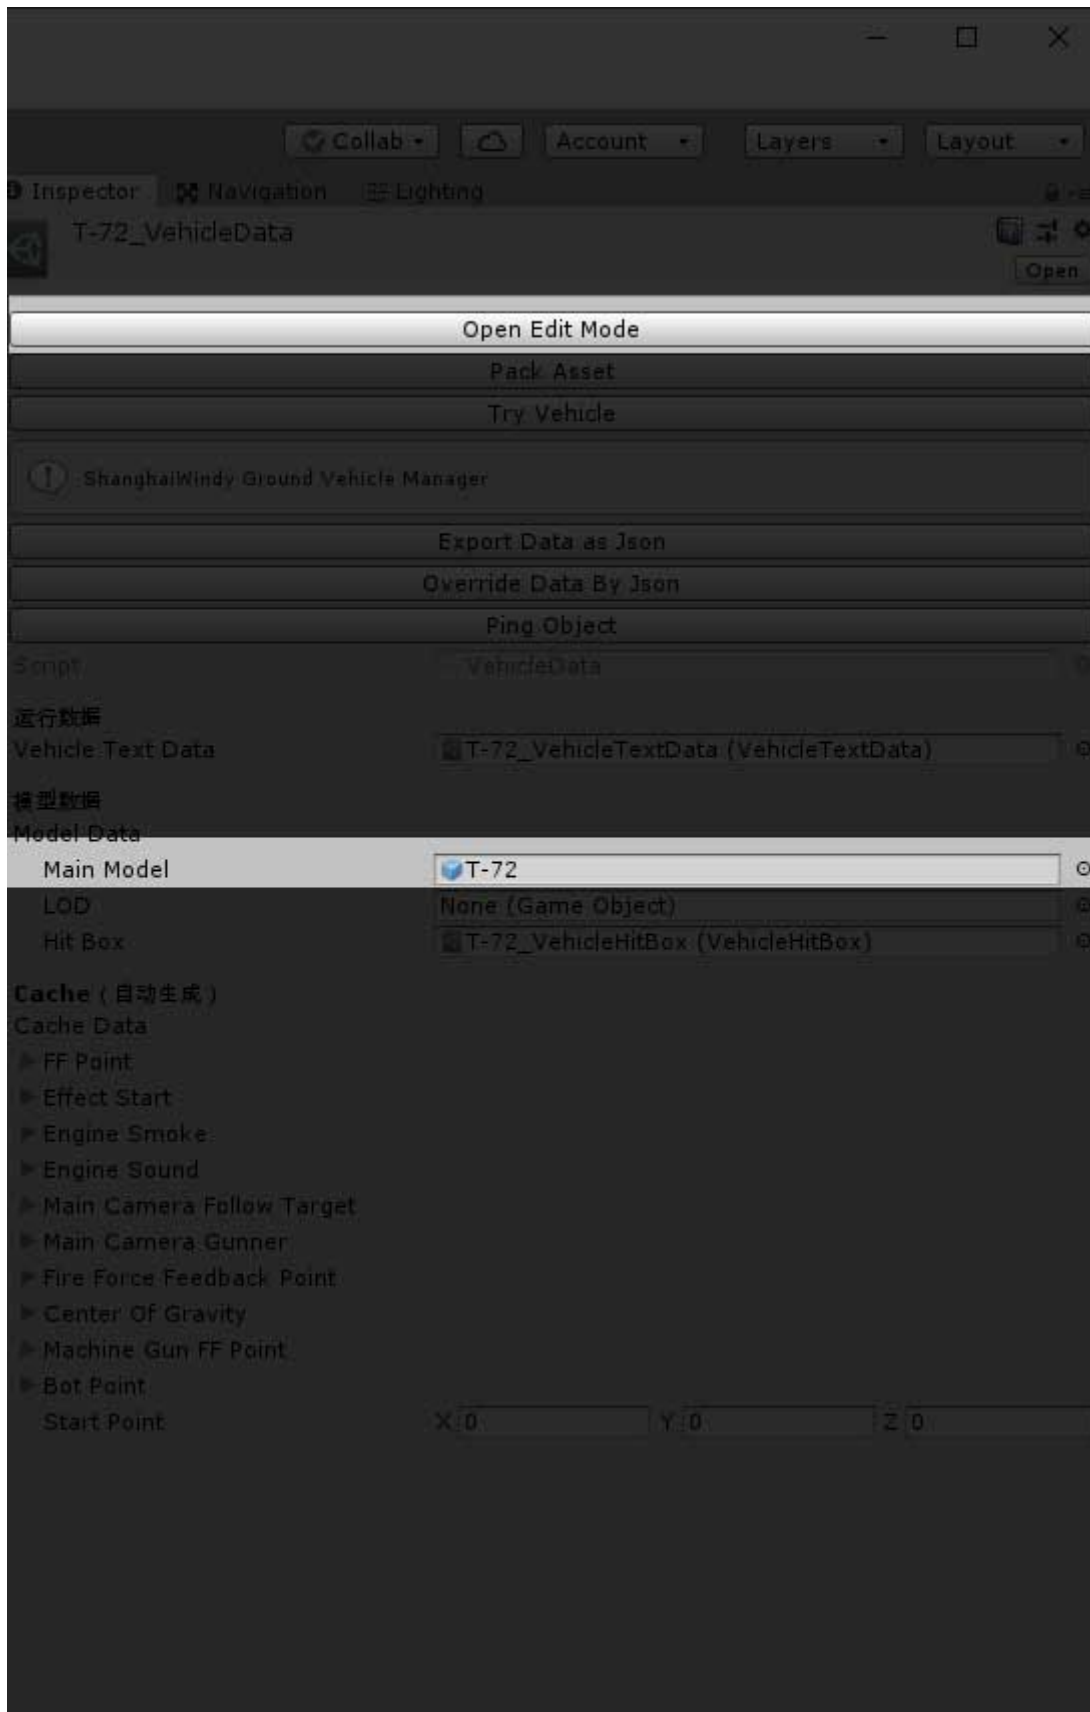 Collab
Account
Layers
Layout
Inspector
Navigation
Lighting
T-72_VehicleData
Open
Open Edit Mode
Pack Asset
Try Vehicle
ShanghaiWindy Ground Vehicle Manager
Export Data as Json
Override Data By Json
Ping Object
Script VehicleData
运行数据
Vehicle Text Data T-72_VehicleTextData (VehicleTextData)
模型数据
Model Data
Main Model T-72
LOD None (Game Object)
Hit Box T-72_VehicleHitBox (VehicleHitBox)
Cache (自动生成)
Cache Data
FF Point
Effect Start
Engine Smoke
Engine Sound
Main Camera Follow Target
Main Camera Gunner
Fire Force Feedback Point
Center Of Gravity
Machine Gun FF Point
Bot Point
Start Point X 0 Y 0 Z 0